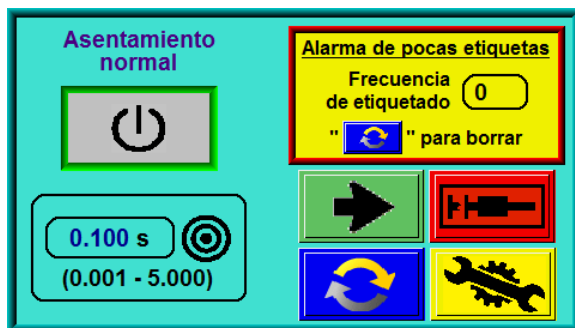 Asentamiento
normal
0.100 s
(0.001 - 5.000)
Alarma de pocas etiquetas
Frecuencia
de etiquetado 0
" " para borrar